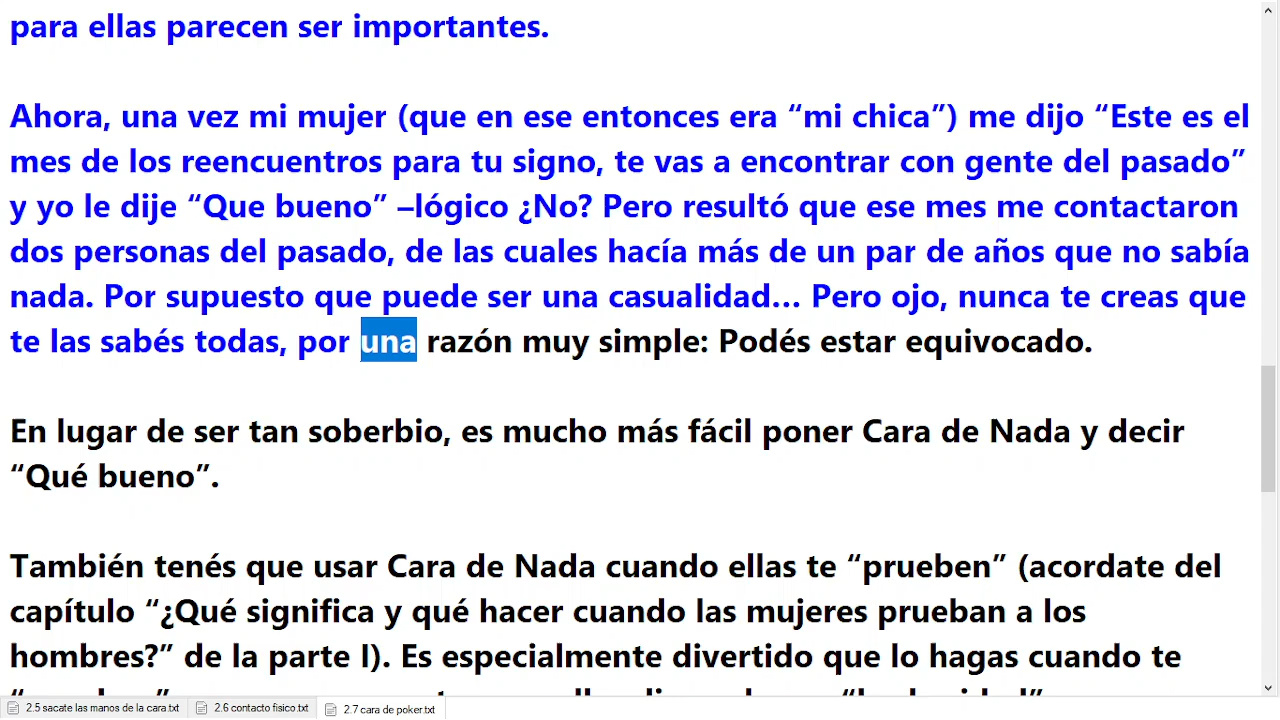 para ellas parecen ser importantes.
Ahora, una vez mi mujer (que en ese entonces era “mi chica”) me dijo “Este es el
mes de los reencuentros para tu signo, te vas a encontrar con gente del pasado”
y yo le dije “Que bueno” –lógico ¿No? Pero resultó que ese mes me contactaron
dos personas del pasado, de las cuales hacía más de un par de años que no sabía
nada. Por supuesto que puede ser una casualidad… Pero ojo, nunca te creas que
te las sabés todas, por una razón muy simple: Podés estar equivocado.
En lugar de ser tan soberbio, es mucho más fácil poner Cara de Nada y decir
“Qué bueno”.
También tenés que usar Cara de Nada cuando ellas te “prueben” (acordate del
capítulo “¿Qué significa y qué hacer cuando las mujeres prueban a los
hombres?” de la parte I). Es especialmente divertido que lo hagas cuando te
2.5 sacate las manos de la cara.txt
2.6 contacto fisico.txt
2.7 cara de poker.txt